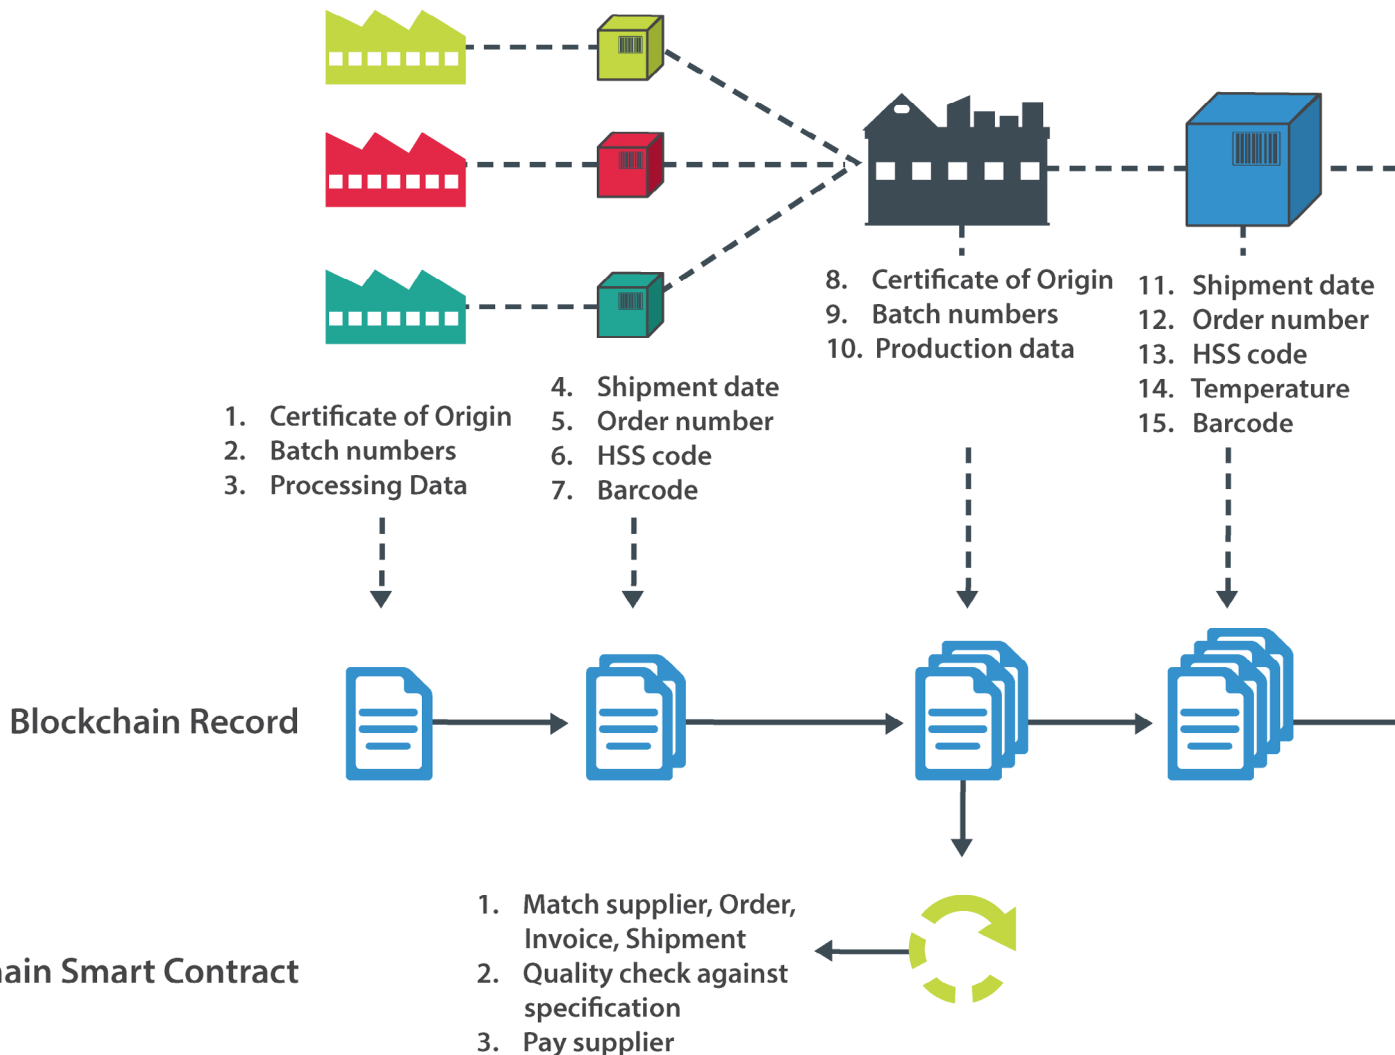 1. Certificate of Origin
2. Batch numbers
3. Processing Data
4. Shipment date
5. Order number
6. HSS code
7. Barcode
8. Certificate of Origin
9. Batch numbers
10. Production data
11. Shipment date
12. Order number
13. HSS code
14. Temperature
15. Barcode
Blockchain Record
hain Smart Contract
1. Match supplier, Order,
Invoice, Shipment
2. Quality check against
specification
3. Pay supplier